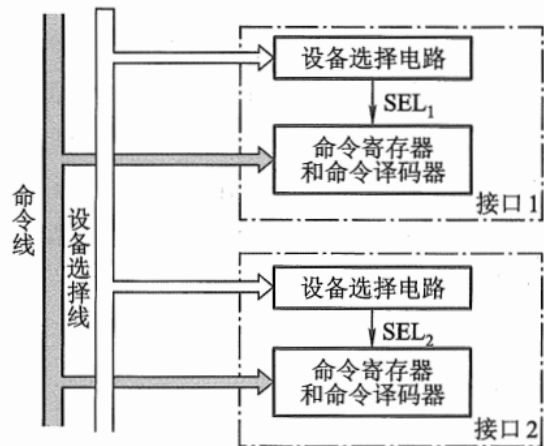 设备选择电路
SEL₁
命令寄存器
和命令译码器
接口 1
命令线
设备选择线
设备选择电路
SEL₂
命令寄存器
和命令译码器
接口 2